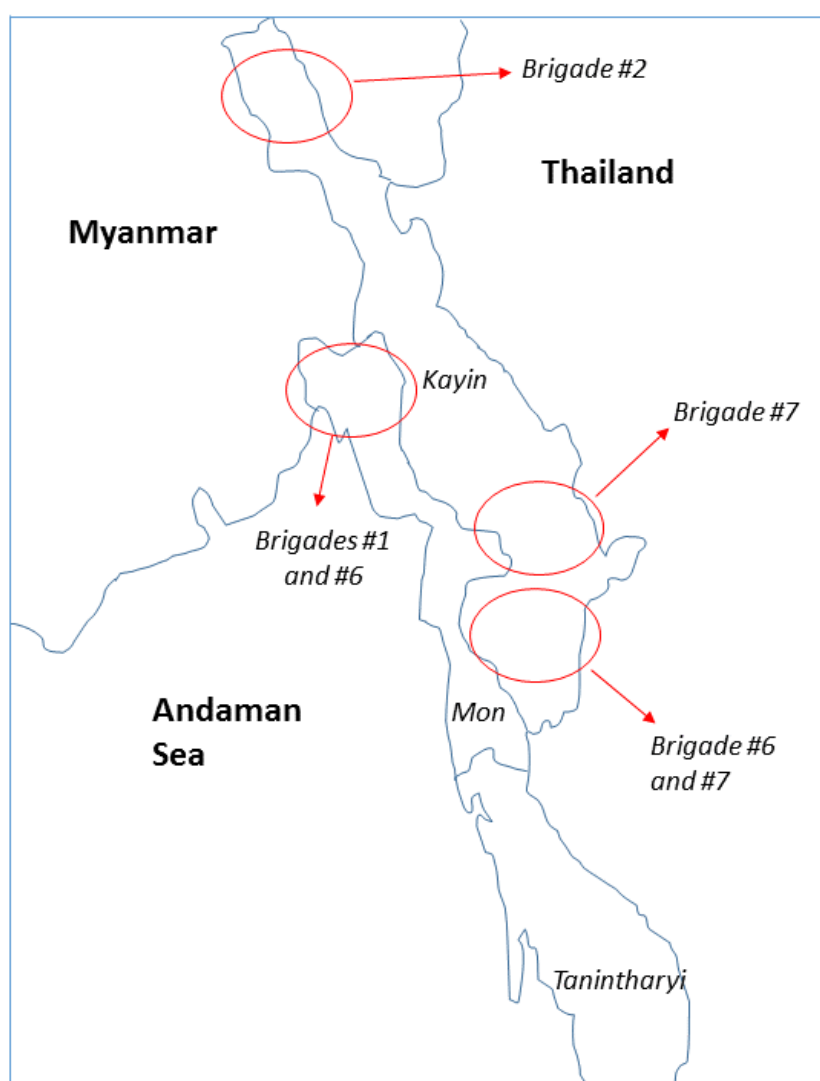 Brigade #2
Thailand
Myanmar
Kayin
Brigade #7
Brigades #1
and #6
Andaman
Sea
Mon
Brigade #6
and #7
Tanintharyi